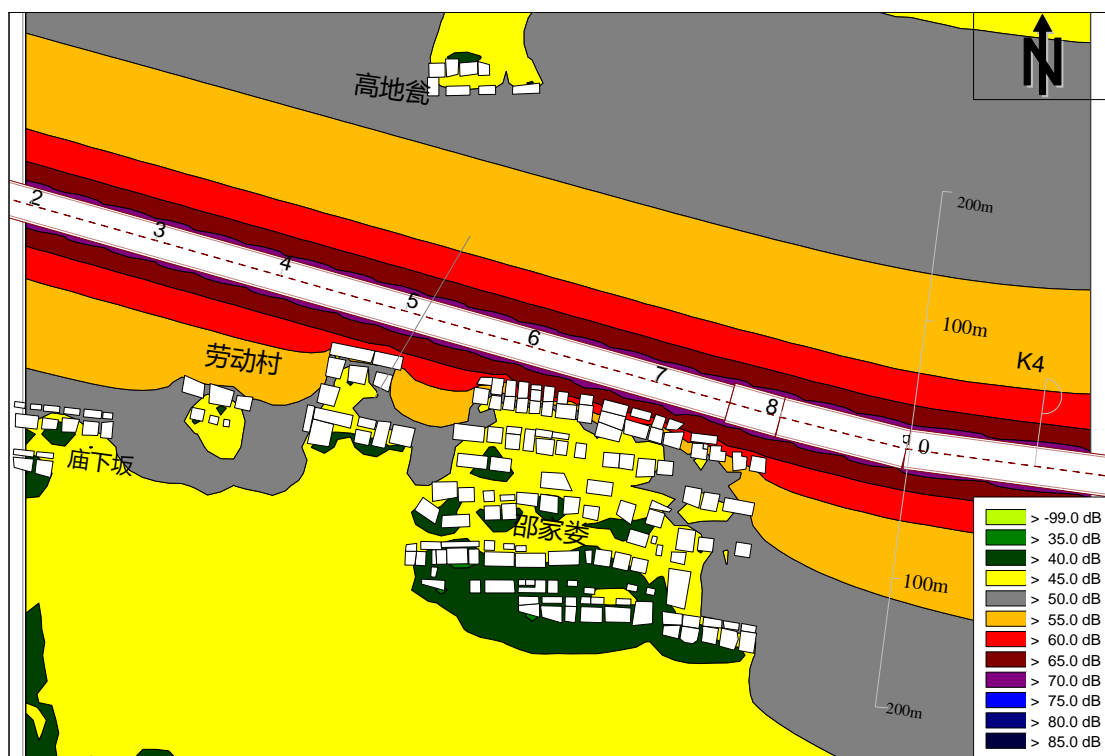 N
高地瓮
200m
2
3
4
5
100m
6
劳动村
K4
7
8
0
庙下坂
邵家娄
100m
200m
> -99.0 dB
> 35.0 dB
> 40.0 dB
> 45.0 dB
> 50.0 dB
> 55.0 dB
> 60.0 dB
> 65.0 dB
> 70.0 dB
> 75.0 dB
> 80.0 dB
> 85.0 dB